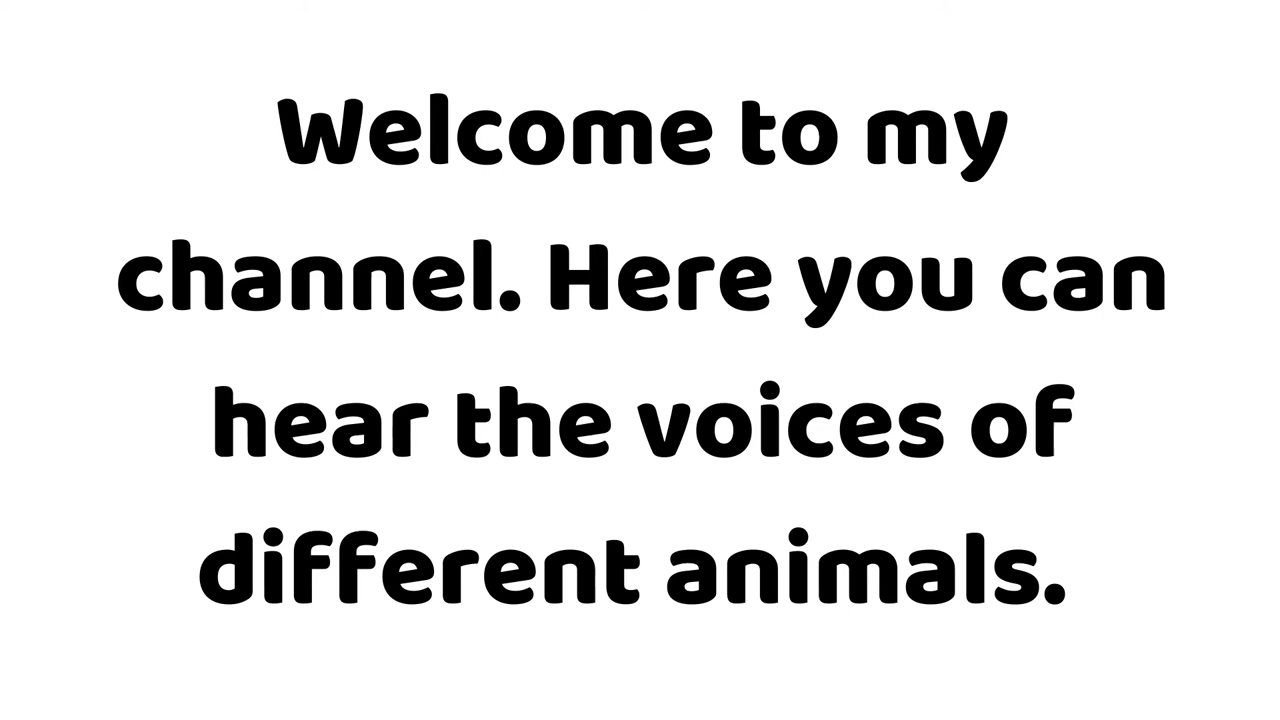 Welcome to my
channel. Here you can
hear the voices of
different animals.